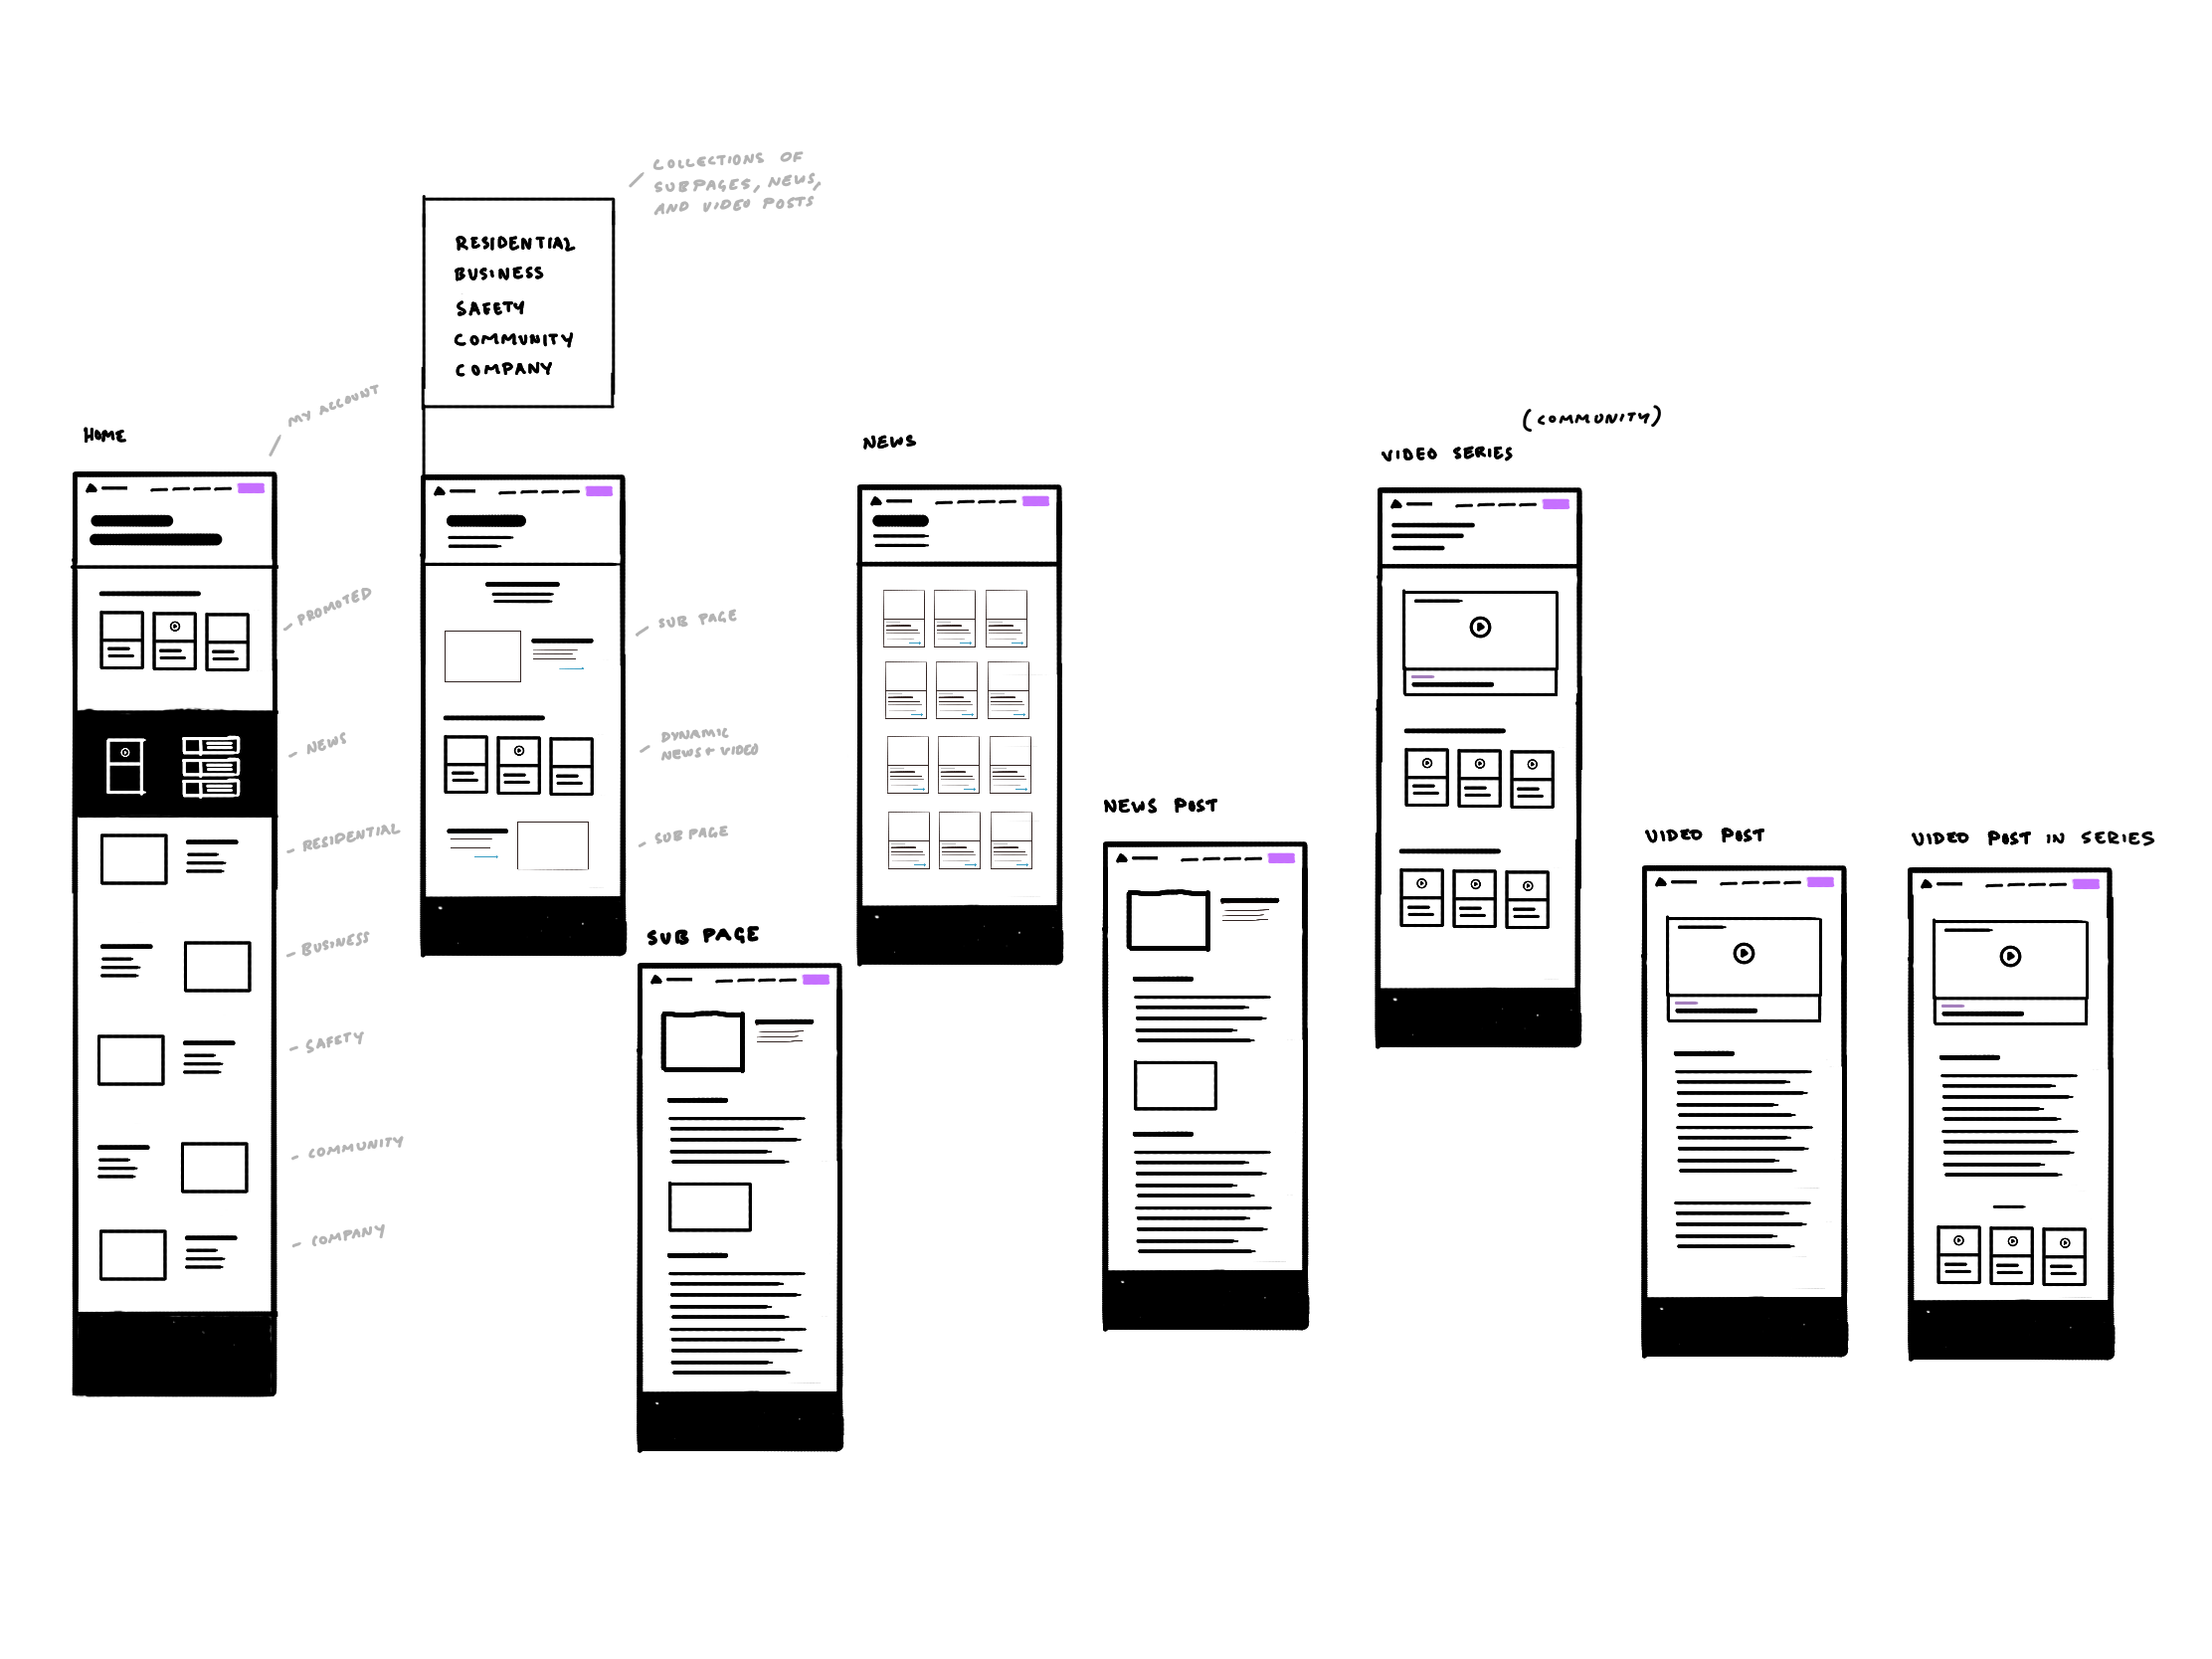 COLLECTIONS OF
SUBPAGES, NEWS,
AND VIDEO POSTS
RESIDENTIAL
BUSINESS
SAFETY
COMMUNITY
COMPANY
HOME
MY ACCOUNT
PROMOTED
NEWS
RESIDENTIAL
BUSINESS
SAFETY
COMMUNITY
COMPANY
SUB PAGE
DYNAMIC
NEWS + VIDEO
SUB PAGE
SUB PAGE
NEWS
NEWS POST
(COMMUNITY)
VIDEO SERIES
VIDEO POST
VIDEO POST IN SERIES